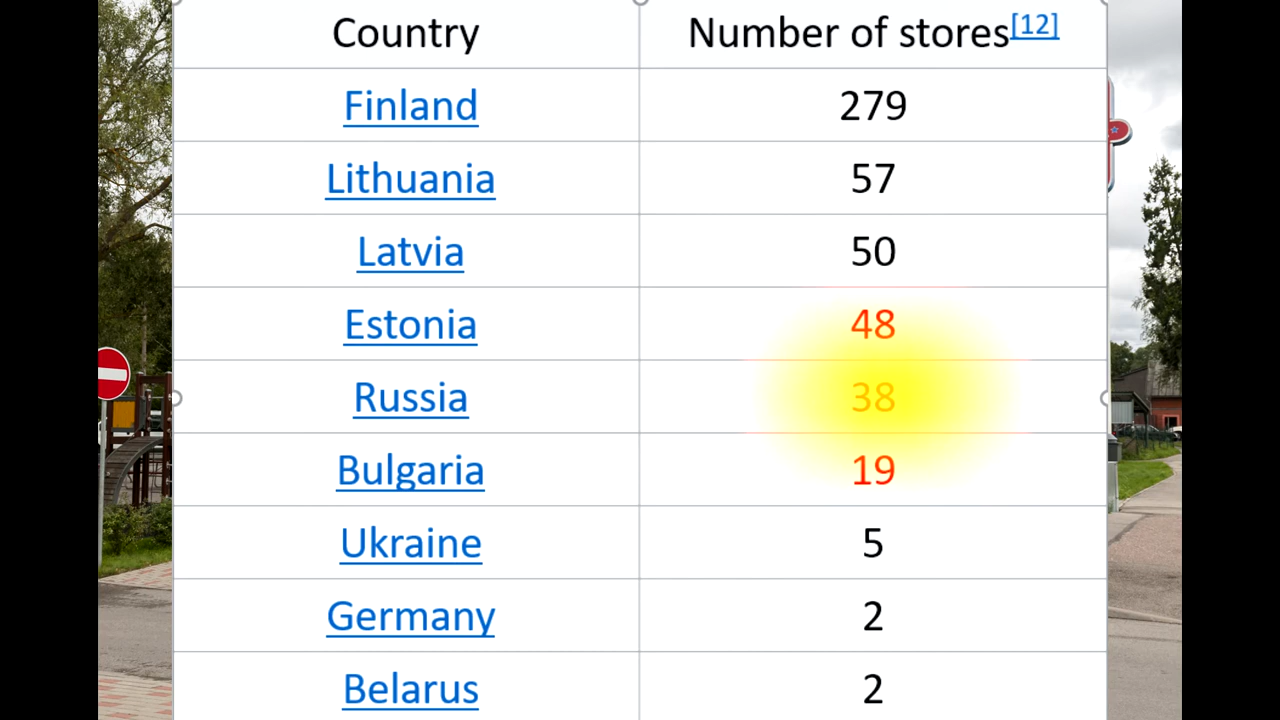 Country Number of stores[12]
Finland 279
Lithuania 57
Latvia 50
Estonia 48
Russia 38
Bulgaria 19
Ukraine 5
Germany 2
Belarus 2